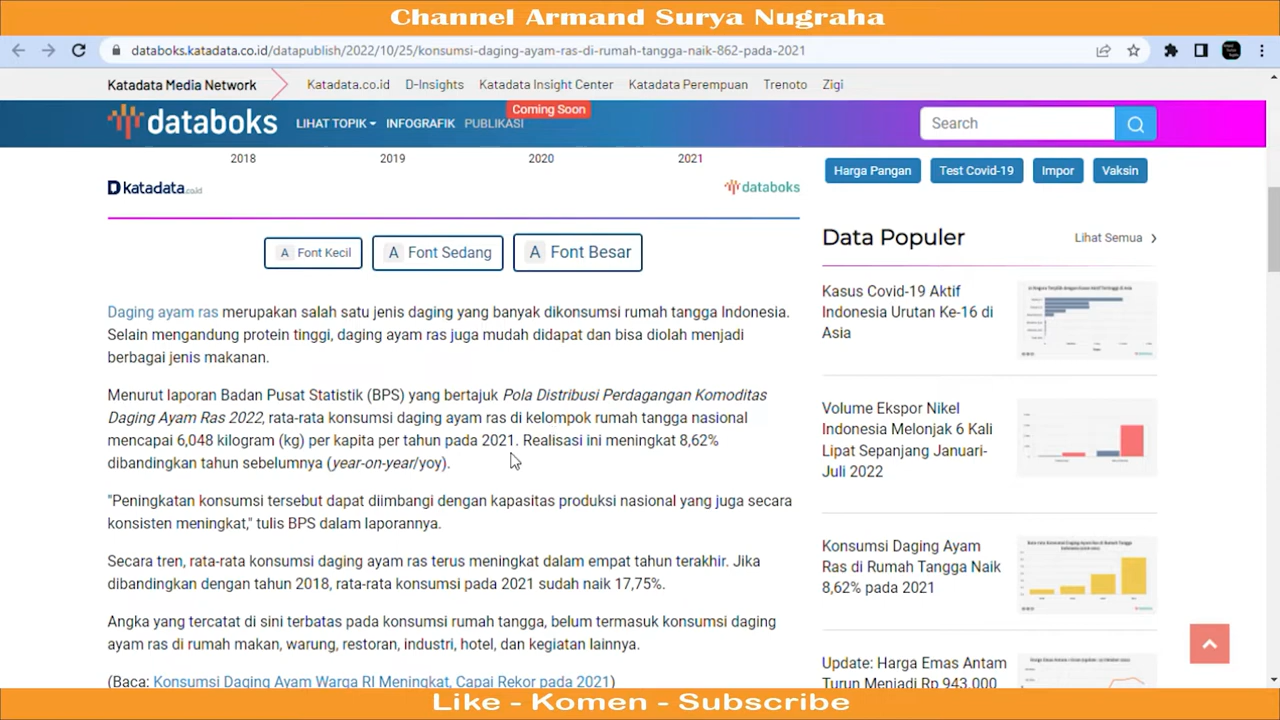 Channel Armand Surya Nugraha
databoks.katadata.co.id/datapublish/2022/10/25/konsumsi-daging-ayam-ras-di-rumah-tangga-naik-862-pada-2021
Katadata Media Network
Katadata.co.id D-Insights Katadata Insight Center Katadata Perempuan Trenoto Zigi
Coming Soon
databoks LIHAT TOPIK INFOGRAFIK PUBLIKASI
Search
2018 2019 2020 2021
Dkatadata.co.id
databoks
Harga Pangan Test Covid-19 Impor Vaksin
A Font Kecil A Font Sedang A Font Besar
Daging ayam ras merupakan salah satu jenis daging yang banyak dikonsumsi rumah tangga Indonesia.
Selain mengandung protein tinggi, daging ayam ras juga mudah didapat dan bisa diolah menjadi
berbagai jenis makanan.
Menurut laporan Badan Pusat Statistik (BPS) yang bertajuk Pola Distribusi Perdagangan Komoditas
Daging Ayam Ras 2022, rata-rata konsumsi daging ayam ras di kelompok rumah tangga nasional
mencapai 6,048 kilogram (kg) per kapita per tahun pada 2021. Realisasi ini meningkat 8,62%
dibandingkan tahun sebelumnya (year-on-year/yoy).
"Peningkatan konsumsi tersebut dapat diimbangi dengan kapasitas produksi nasional yang juga secara
konsisten meningkat," tulis BPS dalam laporannya.
Secara tren, rata-rata konsumsi daging ayam ras terus meningkat dalam empat tahun terakhir. Jika
dibandingkan dengan tahun 2018, rata-rata konsumsi pada 2021 sudah naik 17,75%.
Angka yang tercatat di sini terbatas pada konsumsi rumah tangga, belum termasuk konsumsi daging
ayam ras di rumah makan, warung, restoran, industri, hotel, dan kegiatan lainnya.
(Baca: Konsumsi Daging Ayam Warga RI Meningkat, Capai Rekor pada 2021)
Data Populer
Lihat Semua
Kasus Covid-19 Aktif
Indonesia Urutan Ke-16 di
Asia
Volume Ekspor Nikel
Indonesia Melonjak 6 Kali
Lipat Sepanjang Januari-
Juli 2022
Konsumsi Daging Ayam
Ras di Rumah Tangga Naik
8,62% pada 2021
Update: Harga Emas Antam
Turun Menjadi Rp 943.000
Like - Komen - Subscribe